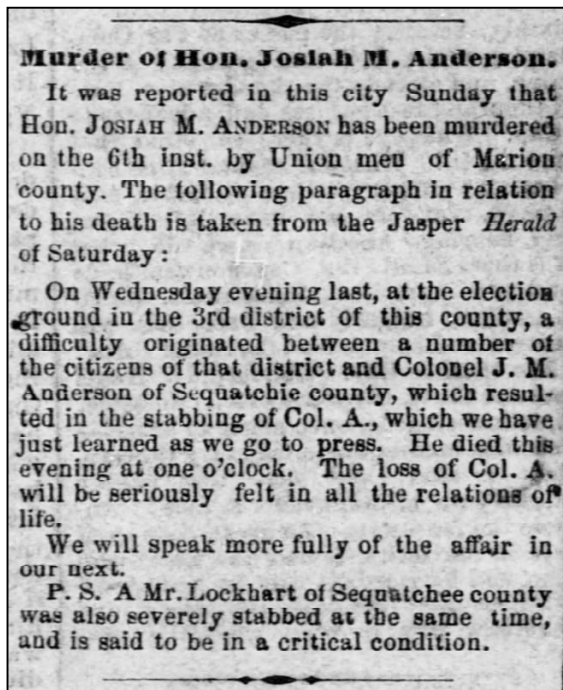 Murder of Hon. Josiah M. Anderson.
It was reported in this city Sunday that
Hon. JOSIAH M. ANDERSON has been murdered
on the 6th inst. by Union men of Marion
county. The following paragraph in relation
to his death is taken from the Jasper Herald
of Saturday:
On Wednesday evening last, at the election
ground in the 3rd district of this county, a
difficulty originated between a number of
the citizens of that district and Colonel J. M.
Anderson of Sequatchie county, which resul-
ted in the stabbing of Col. A., which we have
just learned as we go to press. He died this
evening at one o'clock. The loss of Col. A.
will be seriously felt in all the relations of
life.
We will speak more fully of the affair in
our next.
P. S. A Mr. Lockhart of Sequatchee county
was also severely stabbed at the same time,
and is said to be in a critical condition.